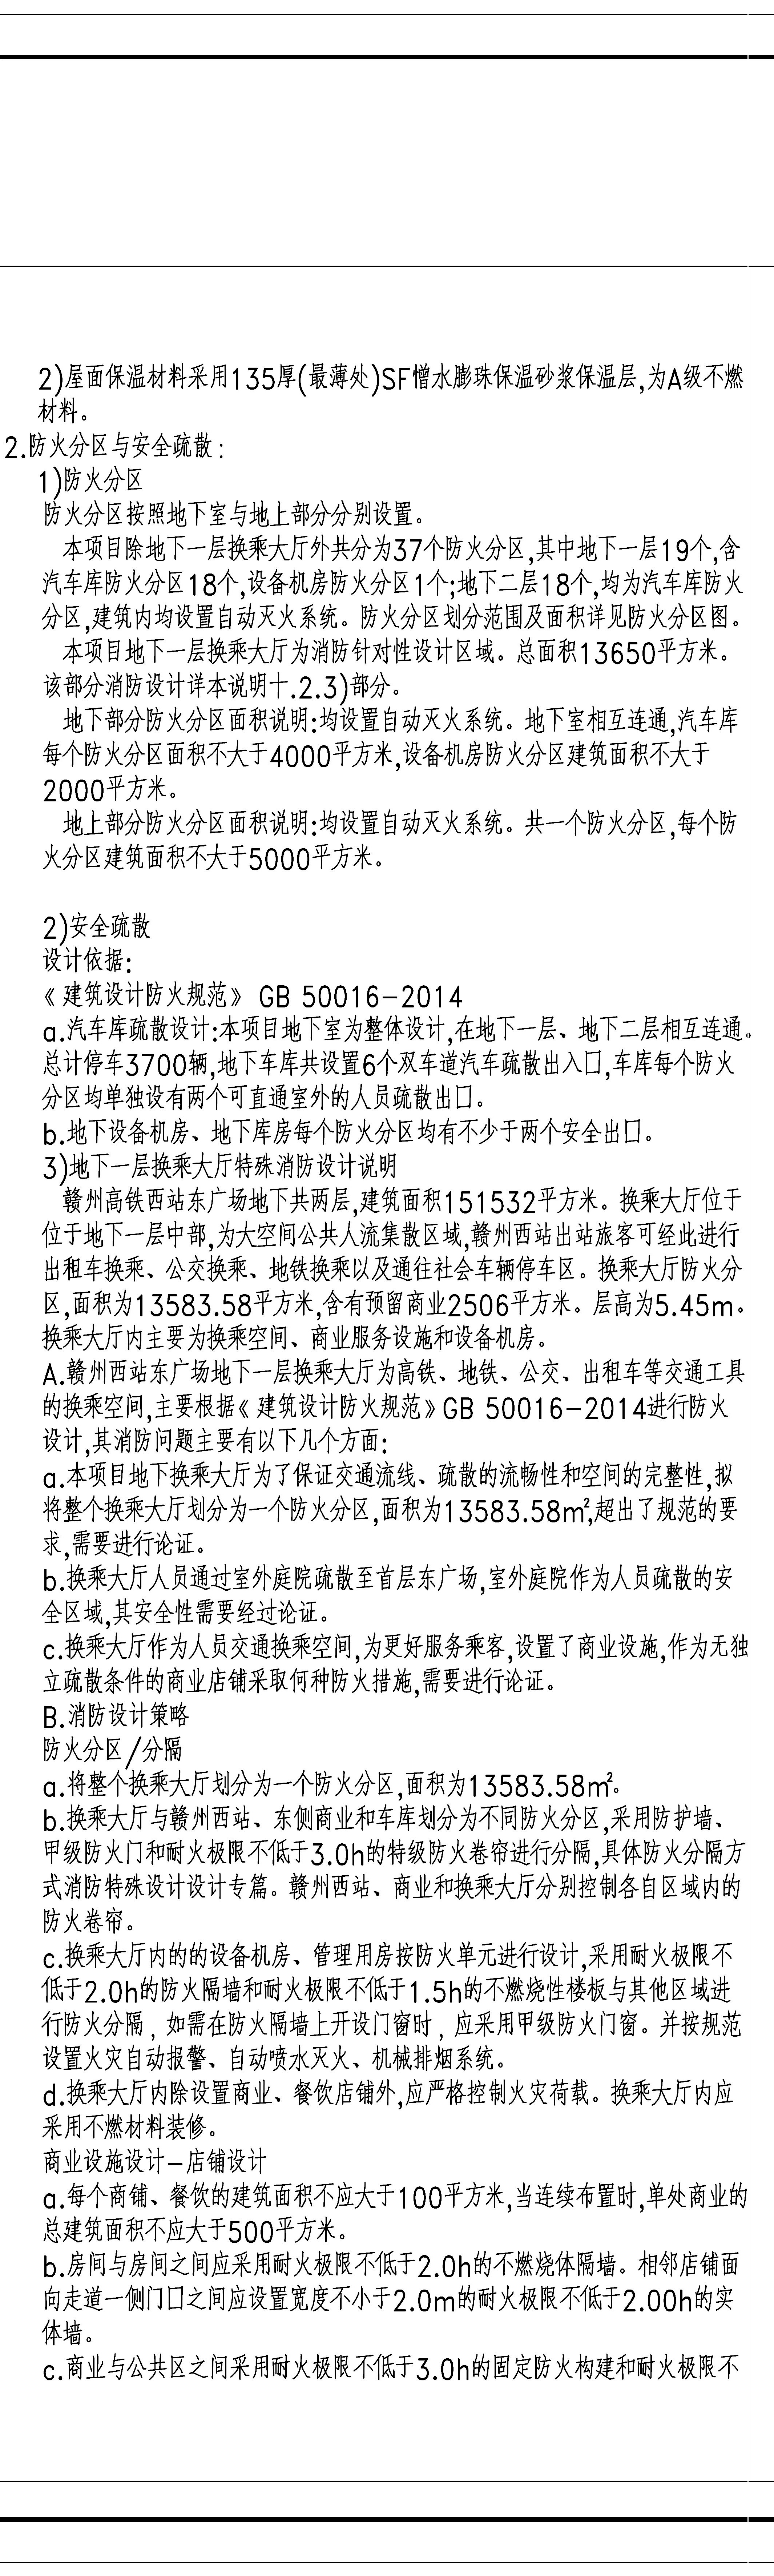 2)屋面保温材料采用135厚(最薄处)SF憎水膨珠保温砂浆保温层,为A级不燃
材料。
2.防火分区与安全疏散:
1)防火分区
防火分区按照地下室与地上部分分别设置。
本项目除地下一层换乘大厅外共分为37个防火分区,其中地下一层19个,含
汽车库防火分区18个,设备机房防火分区1个;地下二层18个,均为汽车库防火
分区,建筑内均设置自动灭火系统。防火分区划分范围及面积详见防火分区图。
本项目地下一层换乘大厅为消防针对性设计区域。总面积13650平方米。
该部分消防设计详本说明十.2.3)部分。
地下部分防火分区面积说明:均设置自动灭火系统。地下室相互连通,汽车库
每个防火分区面积不大于4000平方米,设备机房防火分区建筑面积不大于
2000平方米。
地上部分防火分区面积说明:均设置自动灭火系统。共一个防火分区,每个防
火分区建筑面积不大于5000平方米。
2)安全疏散
设计依据:
《建筑设计防火规范》 GB 50016-2014
a.汽车库疏散设计:本项目地下室为整体设计,在地下一层、地下二层相互连通。
总计停车3700辆,地下车库共设置6个双车道汽车疏散出入口,车库每个防火
分区均单独设有两个可直通室外的人员疏散出口。
b.地下设备机房、地下库房每个防火分区均有不少于两个安全出口。
3)地下一层换乘大厅特殊消防设计说明
赣州高铁西站东广场地下共两层,建筑面积151532平方米。换乘大厅位于
位于地下一层中部,为大空间公共人流集散区域,赣州西站出站旅客可经此进行
出租车换乘、公交换乘、地铁换乘以及通往社会车辆停车区。换乘大厅防火分
区,面积为13583.58平方米,含有预留商业2506平方米。层高为5.45m。
换乘大厅内主要为换乘空间、商业服务设施和设备机房。
A.赣州西站东广场地下一层换乘大厅为高铁、地铁、公交、出租车等交通工具
的换乘空间,主要根据《建筑设计防火规范》GB 50016-2014进行防火
设计,其消防问题主要有以下几个方面:
a.本项目地下换乘大厅为了保证交通流线、疏散的流畅性和空间的完整性,拟
将整个换乘大厅划分为一个防火分区,面积为13583.58m²,超出了规范的要
求,需要进行论证。
b.换乘大厅人员通过室外庭院疏散至首层东广场,室外庭院作为人员疏散的安
全区域,其安全性需要经过论证。
c.换乘大厅作为人员交通换乘空间,为更好服务乘客,设置了商业设施,作为无独
立疏散条件的商业店铺采取何种防火措施,需要进行论证。
B.消防设计策略
防火分区/分隔
a.将整个换乘大厅划分为一个防火分区,面积为13583.58m²。
b.换乘大厅与赣州西站、东侧商业和车库划分为不同防火分区,采用防护墙、
甲级防火门和耐火极限不低于3.0h的特级防火卷帘进行分隔,具体防火分隔方
式消防特殊设计设计专篇。赣州西站、商业和换乘大厅分别控制各自区域内的
防火卷帘。
c.换乘大厅内的的设备机房、管理用房按防火单元进行设计,采用耐火极限不
低于2.0h的防火隔墙和耐火极限不低于1.5h的不燃烧性楼板与其他区域进
行防火分隔，如需在防火隔墙上开设门窗时，应采用甲级防火门窗。并按规范
设置火灾自动报警、自动喷水灭火、机械排烟系统。
d.换乘大厅内除设置商业、餐饮店铺外,应严格控制火灾荷载。换乘大厅内应
采用不燃材料装修。
商业设施设计-店铺设计
a.每个商铺、餐饮的建筑面积不应大于100平方米,当连续布置时,单处商业的
总建筑面积不应大于500平方米。
b.房间与房间之间应采用耐火极限不低于2.0h的不燃烧体隔墙。相邻店铺面
向走道一侧门口之间应设置宽度不小于2.0m的耐火极限不低于2.00h的实
体墙。
c.商业与公共区之间采用耐火极限不低于3.0h的固定防火构建和耐火极限不